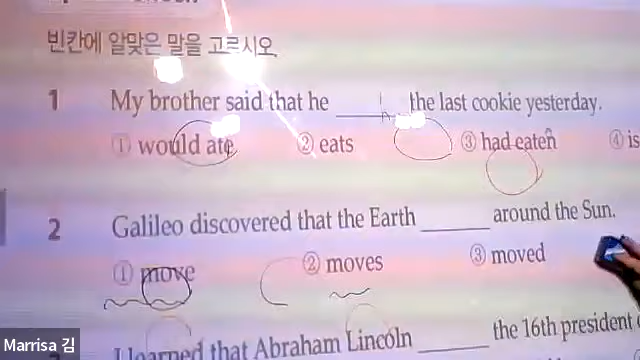 빈칸에 알맞은 말을 고르시오
1 My brother said that he ______ the last cookie yesterday.
① would ate ② eats ③ had eaten ④ is
2 Galileo discovered that the Earth ______ around the Sun.
① move ② moves ③ moved
I learned that Abraham Lincoln ______ the 16th president
Marrisa 김